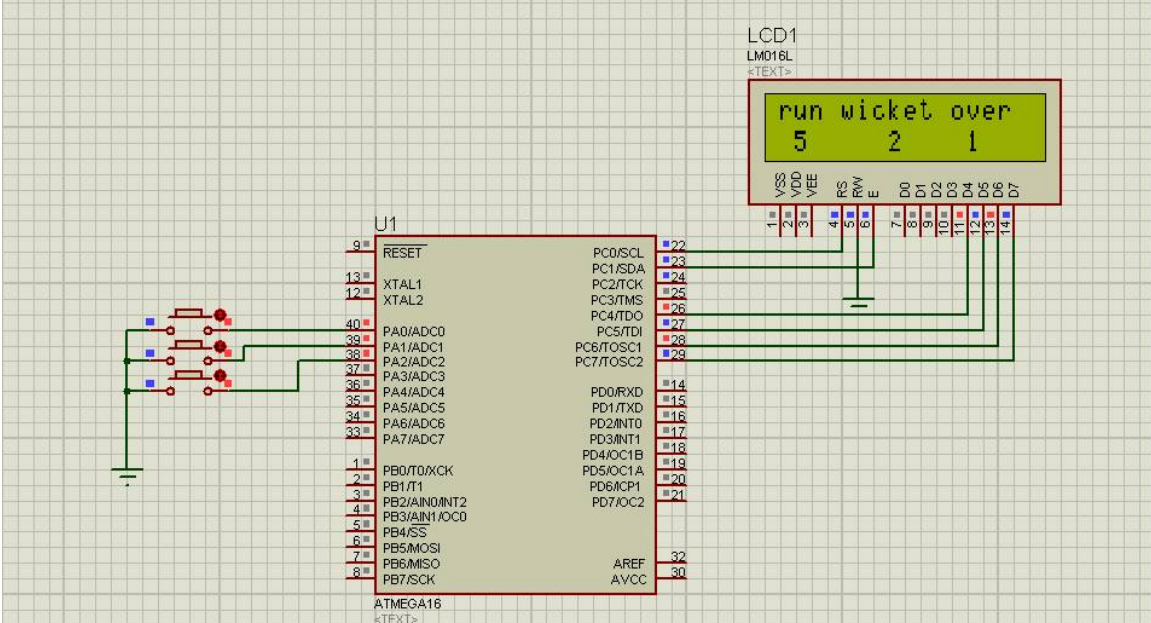 LCD1
LM016L
<TEXT>
run wicket over
5 2 1
VSS VDD VEE RS RW E D0 D1 D2 D3 D4 D5 D6 D7
1 2 3 4 5 6 7 8 9 10 11 12 13 14
U1
9 RESET PC0/SCL 22
PC1/SDA 23
13 XTAL1 PC2/TCK 24
12 XTAL2 PC3/TMS 25
PC4/TDO 26
40 PA0/ADC0 PC5/TDI 27
39 PA1/ADC1 PC6/TOSC1 28
38 PA2/ADC2 PC7/TOSC2 29
37 PA3/ADC3
36 PA4/ADC4 PD0/RXD 14
35 PA5/ADC5 PD1/TXD 15
34 PA6/ADC6 PD2/INT0 16
33 PA7/ADC7 PD3/INT1 17
PD4/OC1B 18
1 PB0/T0/XCK PD5/OC1A 19
2 PB1/T1 PD6/ICP1 20
3 PB2/AIN0/INT2 PD7/OC2 21
4 PB3/AIN1/OC0
5 PB4/SS
6 PB5/MOSI
7 PB6/MISO AREF 32
8 PB7/SCK AVCC 30
ATMEGA16
<TEXT>